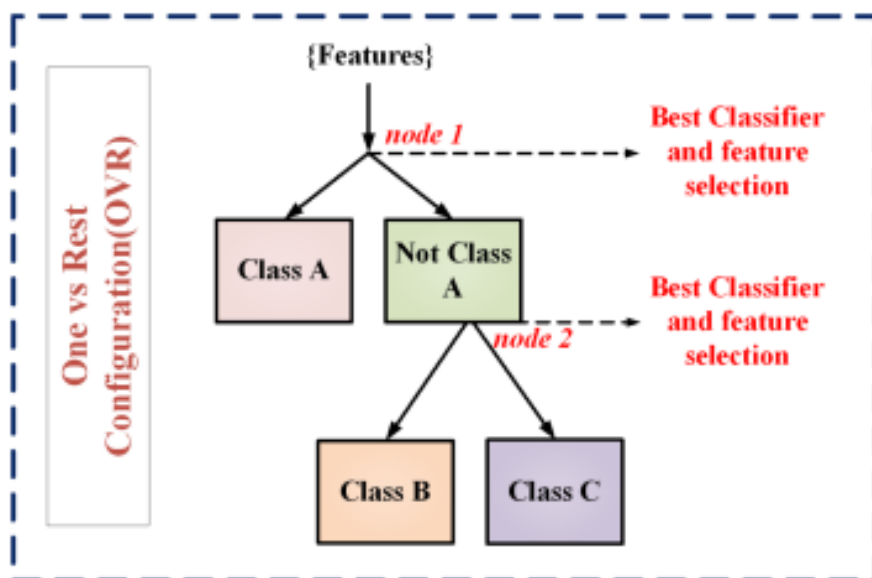 One vs Rest
Configuration(OVR)
{Features}
node 1
Best Classifier
and feature
selection
Class A
Not Class
A
node 2
Best Classifier
and feature
selection
Class B
Class C